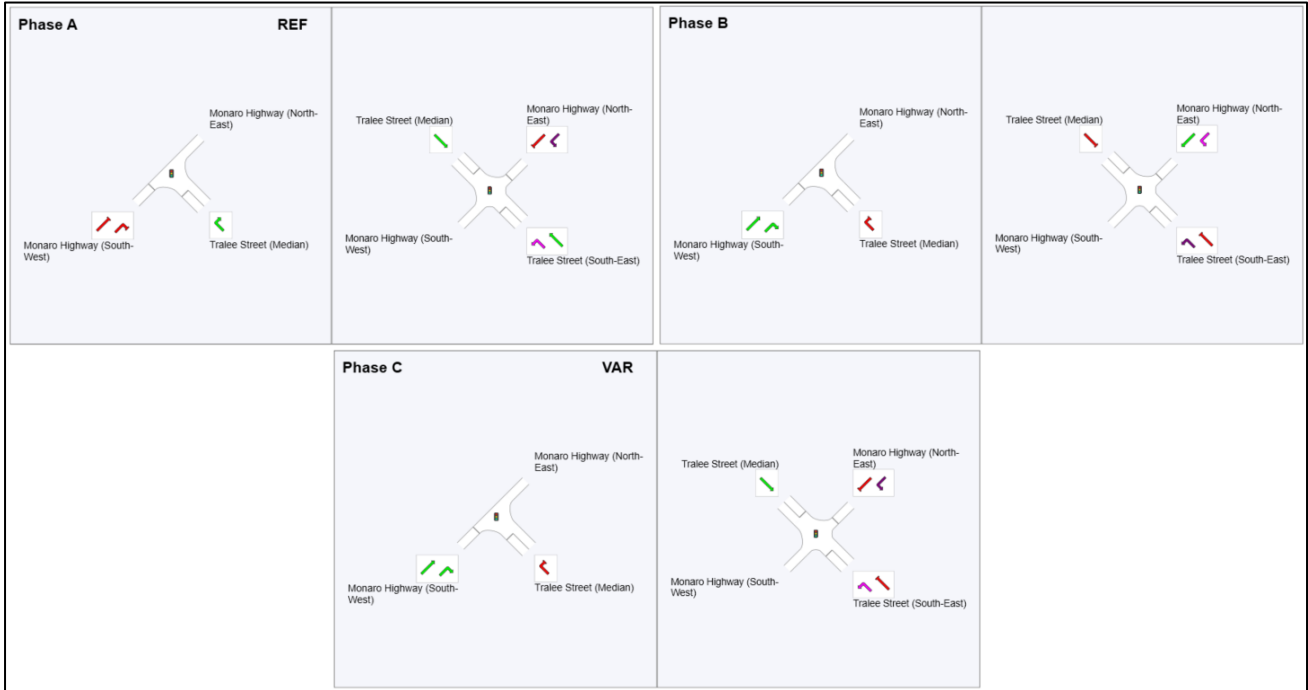 Phase A REF
Monaro Highway (North-
East)
Monaro Highway (South-
West)
Tralee Street (Median)
Tralee Street (Median)
Monaro Highway (North-
East)
Monaro Highway (South-
West)
Tralee Street (South-East)
Phase B
Monaro Highway (North-
East)
Monaro Highway (South-
West)
Tralee Street (Median)
Tralee Street (Median)
Monaro Highway (North-
East)
Monaro Highway (South-
West)
Tralee Street (South-East)
Phase C VAR
Monaro Highway (North-
East)
Monaro Highway (South-
West)
Tralee Street (Median)
Tralee Street (Median)
Monaro Highway (North-
East)
Monaro Highway (South-
West)
Tralee Street (South-East)